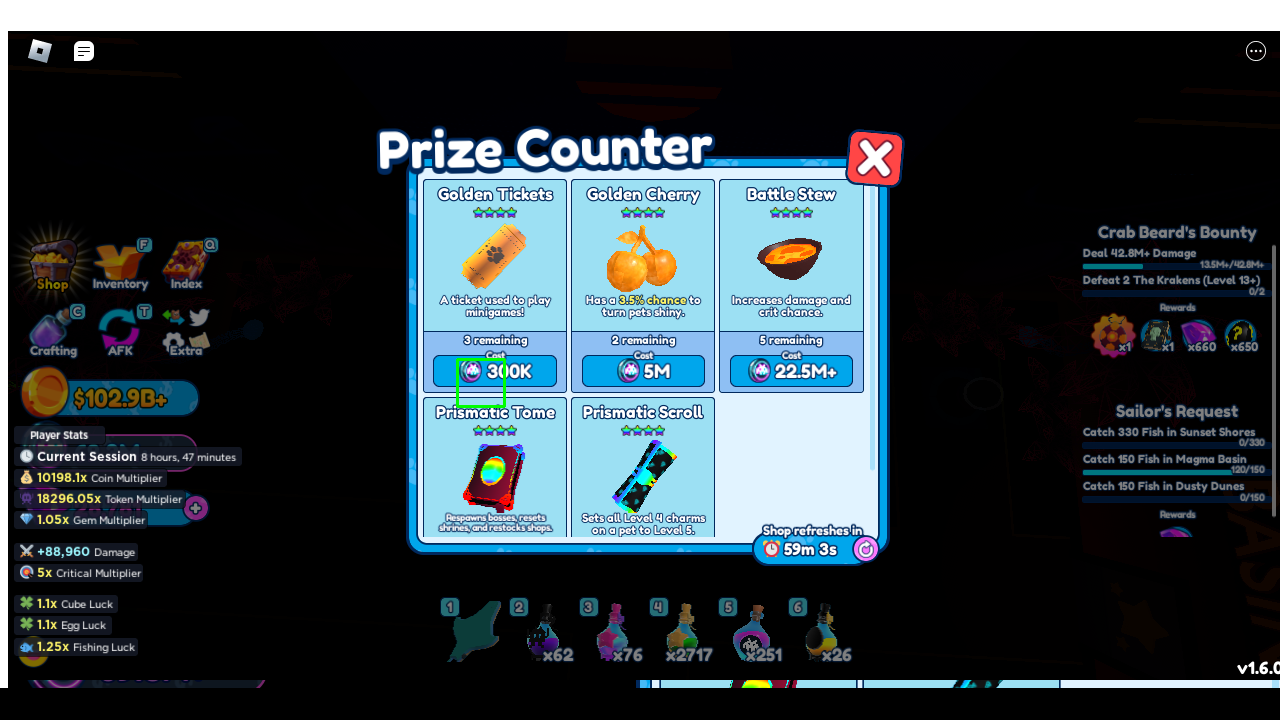 Prize Counter
Golden Tickets
A ticket used to play
minigames!
3 remaining
Cost
300K
Golden Cherry
Has a 3.5% chance to
turn pets shiny.
2 remaining
Cost
5M
Battle Stew
Increases damage and
crit chance.
5 remaining
Cost
22.5M+
Prismatic Tome
Respawns bosses, resets
shrines, and restocks shops.
Prismatic Scroll
Sets all Level 4 charms
on a pet to Level 5.
Shop refreshes in
59m 3s
Shop
F
Inventory
Q
Index
C
Crafting
T
AFK
Extra
$102.9B+
Player Stats
Current Session 8 hours, 47 minutes
10198.1x Coin Multiplier
18296.05x Token Multiplier
1.05x Gem Multiplier
+88,960 Damage
5x Critical Multiplier
1.1x Cube Luck
1.1x Egg Luck
1.25x Fishing Luck
Crab Beard's Bounty
Deal 42.8M+ Damage
13.5M+/42.8M+
Defeat 2 The Krakens (Level 13+)
0/2
Rewards
x1
x1
x660
x650
Sailor's Request
Catch 330 Fish in Sunset Shores
0/330
Catch 150 Fish in Magma Basin
120/150
Catch 150 Fish in Dusty Dunes
0/150
Rewards
1
2
x62
3
x76
4
x2717
5
x251
6
x26
v1.6.0